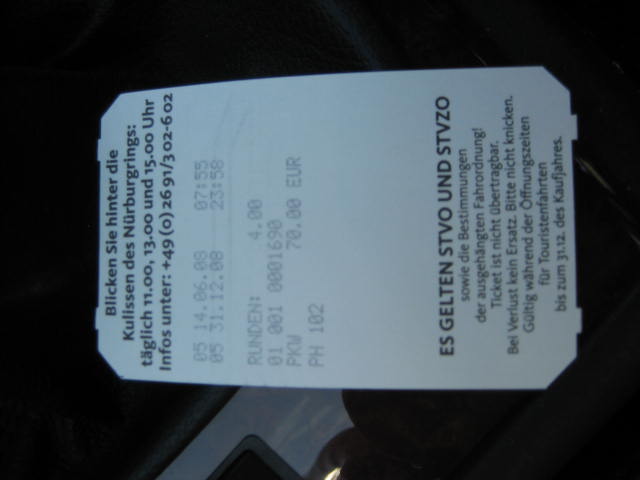 Blicken Sie hinter die
Kulissen des Nürburgrings:
täglich 11.00, 13.00 und 15.00 Uhr
Infos unter: +49 (0) 26 91/3 02-6 02
05 14.06.08 07:55
05 31.12.08 23:58
RUNDEN: 4.00
01 001 0001690
PKW 70.00 EUR
PH 102
ES GELTEN STVO UND STVZO
sowie die Bestimmungen
der ausgehängten Fahrordnung!
Ticket ist nicht übertragbar.
Bei Verlust kein Ersatz. Bitte nicht knicken.
Gültig während der Öffnungszeiten
für Touristenfahrten
bis zum 31.12. des Kaufjahres.